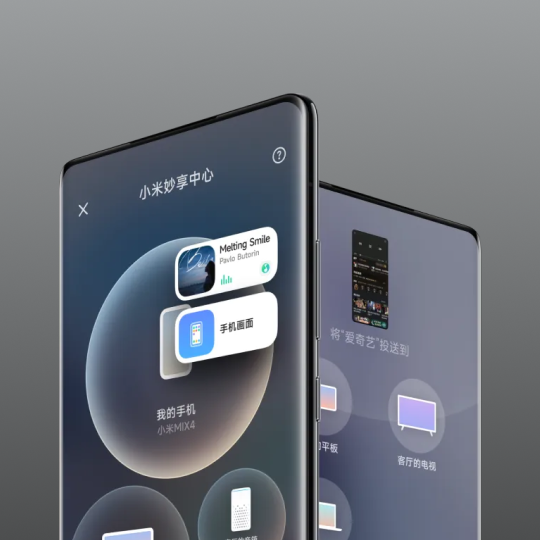 小米妙享中心
Melting Smile
Pavlo Butorin
手机画面
我的手机
小米MIX4
将“爱奇艺”投送到
的平板
客厅的电视